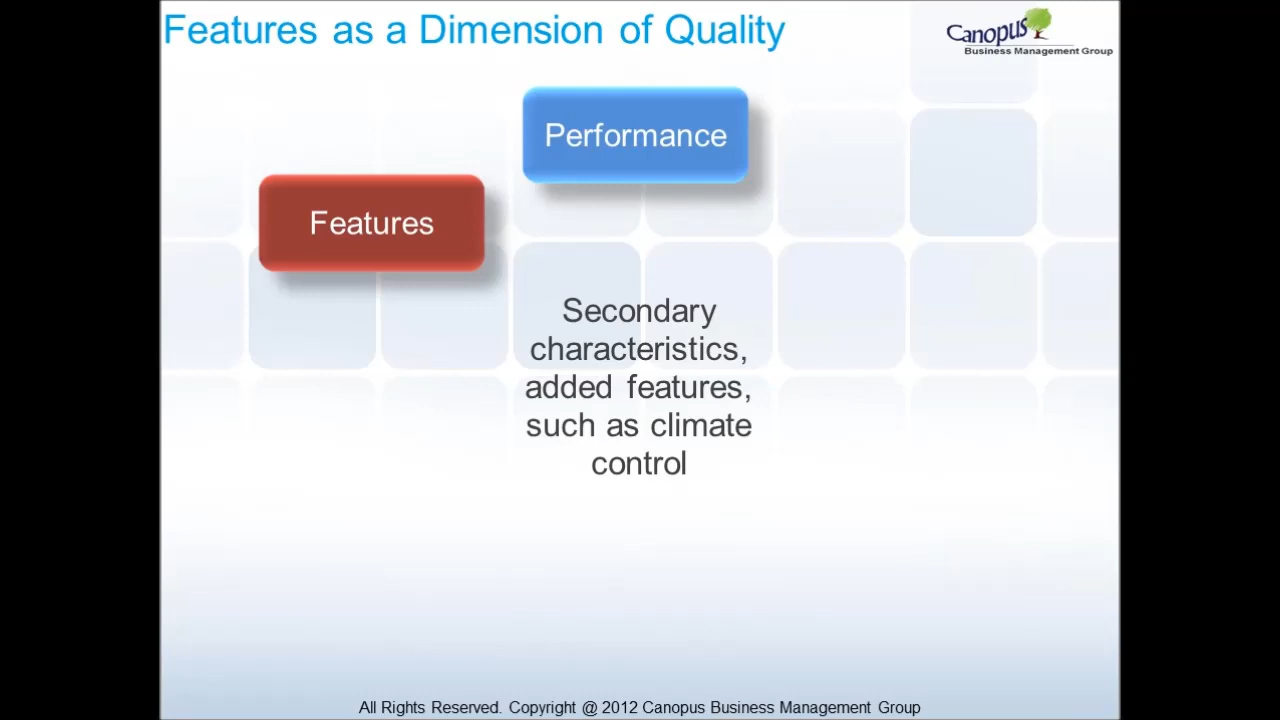 Features as a Dimension of Quality
Canopus
Business Management Group
Performance
Features
Secondary
characteristics,
added features,
such as climate
control
All Rights Reserved. Copyright @ 2012 Canopus Business Management Group